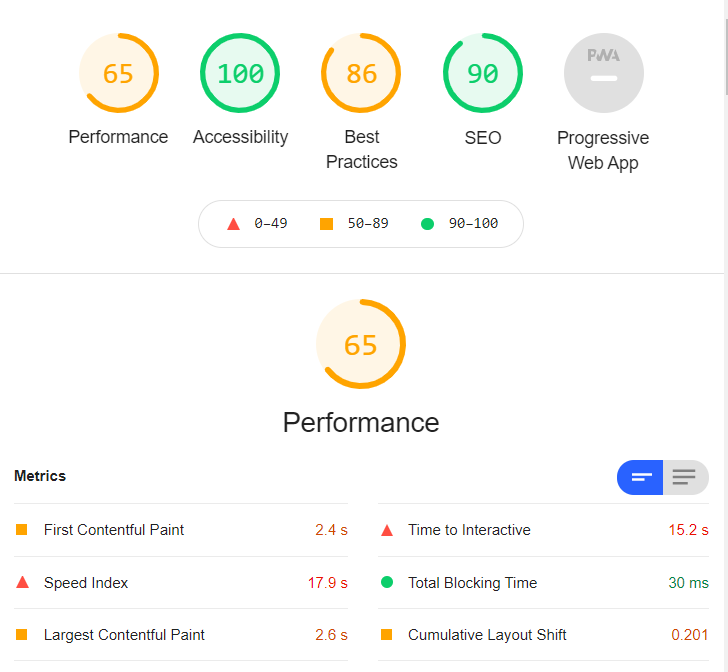 65
100
86
90
PWA
Performance
Accessibility
Best
Practices
SEO
Progressive
Web App
0–49
50–89
90–100
65
Performance
Metrics
First Contentful Paint 2.4 s
Time to Interactive 15.2 s
Speed Index 17.9 s
Total Blocking Time 30 ms
Largest Contentful Paint 2.6 s
Cumulative Layout Shift 0.201